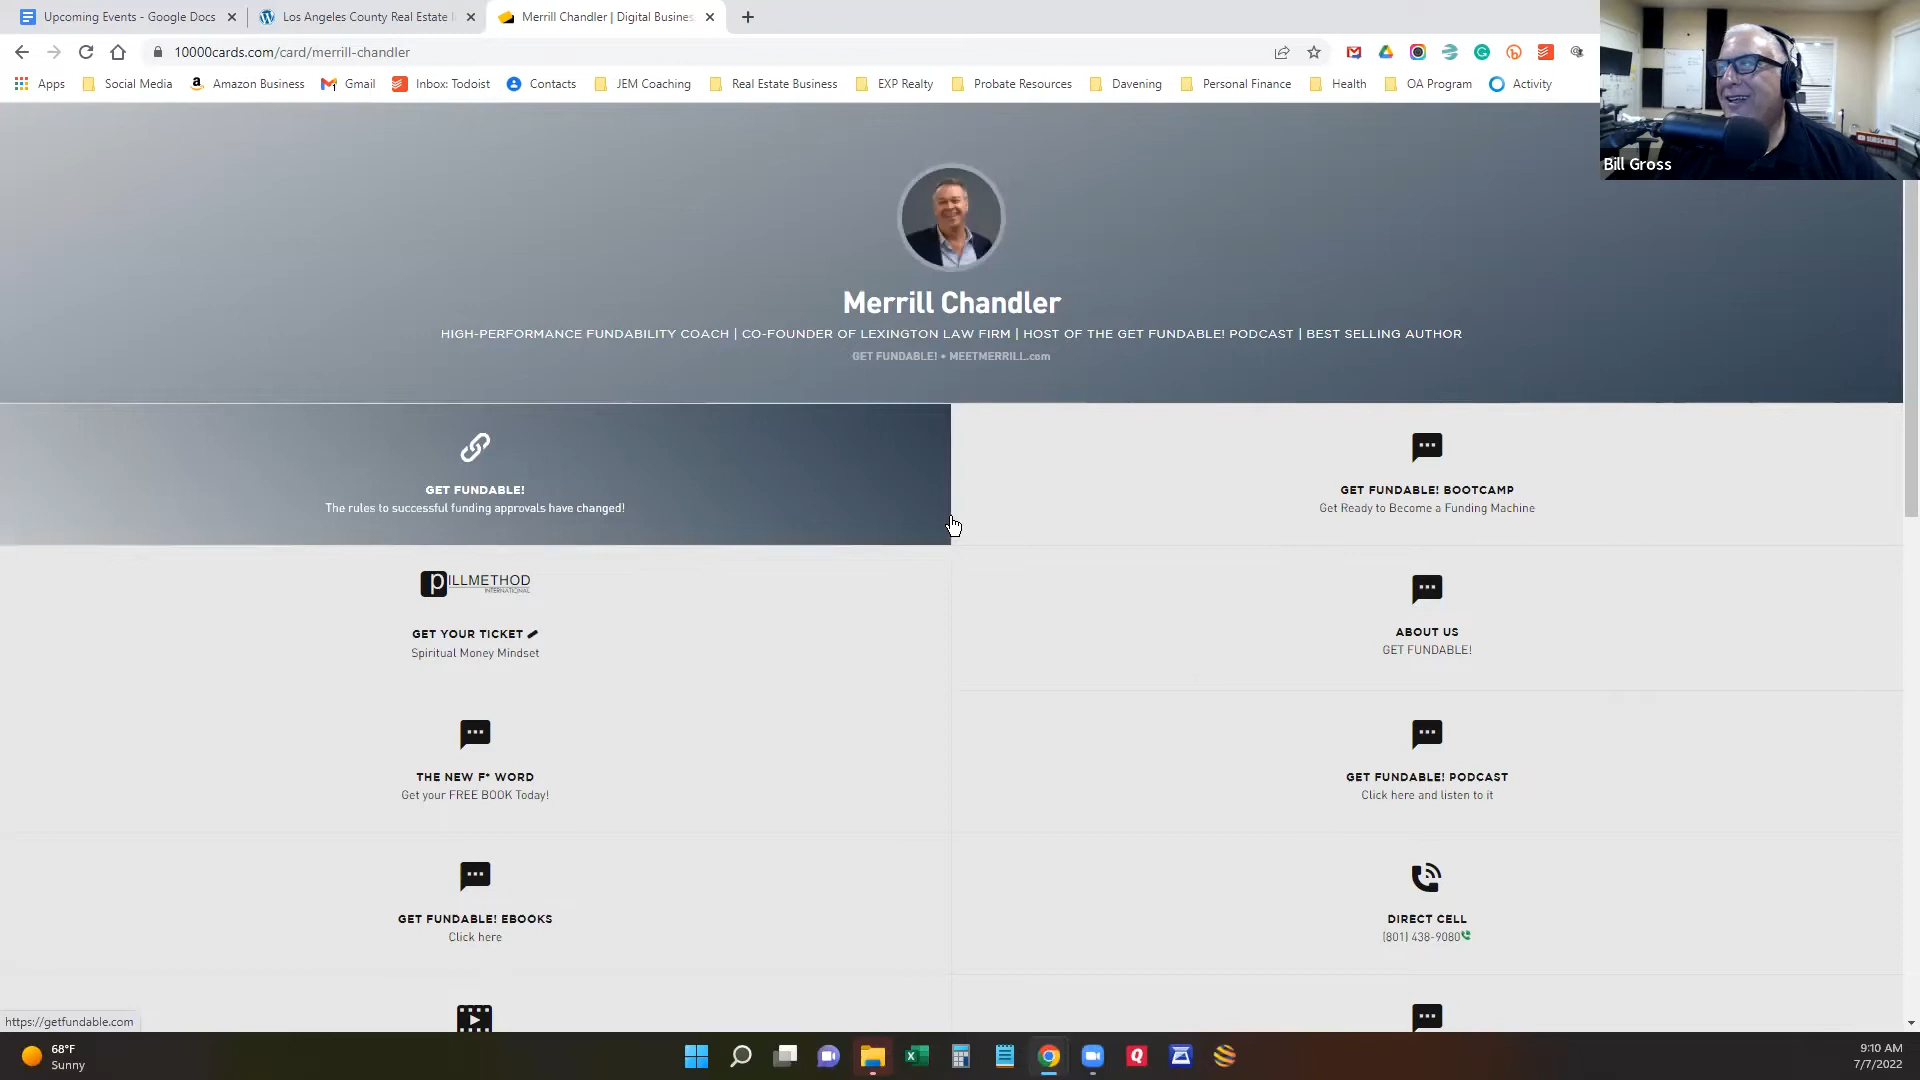 Upcoming Events - Google Docs
Los Angeles County Real Estate I
Merrill Chandler | Digital Busines
10000cards.com/card/merrill-chandler
Apps
Social Media
Amazon Business
Gmail
Inbox: Todoist
Contacts
JEM Coaching
Real Estate Business
EXP Realty
Probate Resources
Davening
Personal Finance
Health
OA Program
Activity
Bill Gross
Merrill Chandler
HIGH-PERFORMANCE FUNDABILITY COACH | CO-FOUNDER OF LEXINGTON LAW FIRM | HOST OF THE GET FUNDABLE! PODCAST | BEST SELLING AUTHOR
GET FUNDABLE! • MEETMERRILL.com
GET FUNDABLE!
The rules to successful funding approvals have changed!
GET FUNDABLE! BOOTCAMP
Get Ready to Become a Funding Machine
pILLMETHOD
INTERNATIONAL
GET YOUR TICKET
Spiritual Money Mindset
ABOUT US
GET FUNDABLE!
THE NEW F* WORD
Get your FREE BOOK Today!
GET FUNDABLE! PODCAST
Click here and listen to it
GET FUNDABLE! EBOOKS
Click here
DIRECT CELL
(801) 438-9080
https://getfundable.com
68°F
Sunny
9:10 AM
7/7/2022